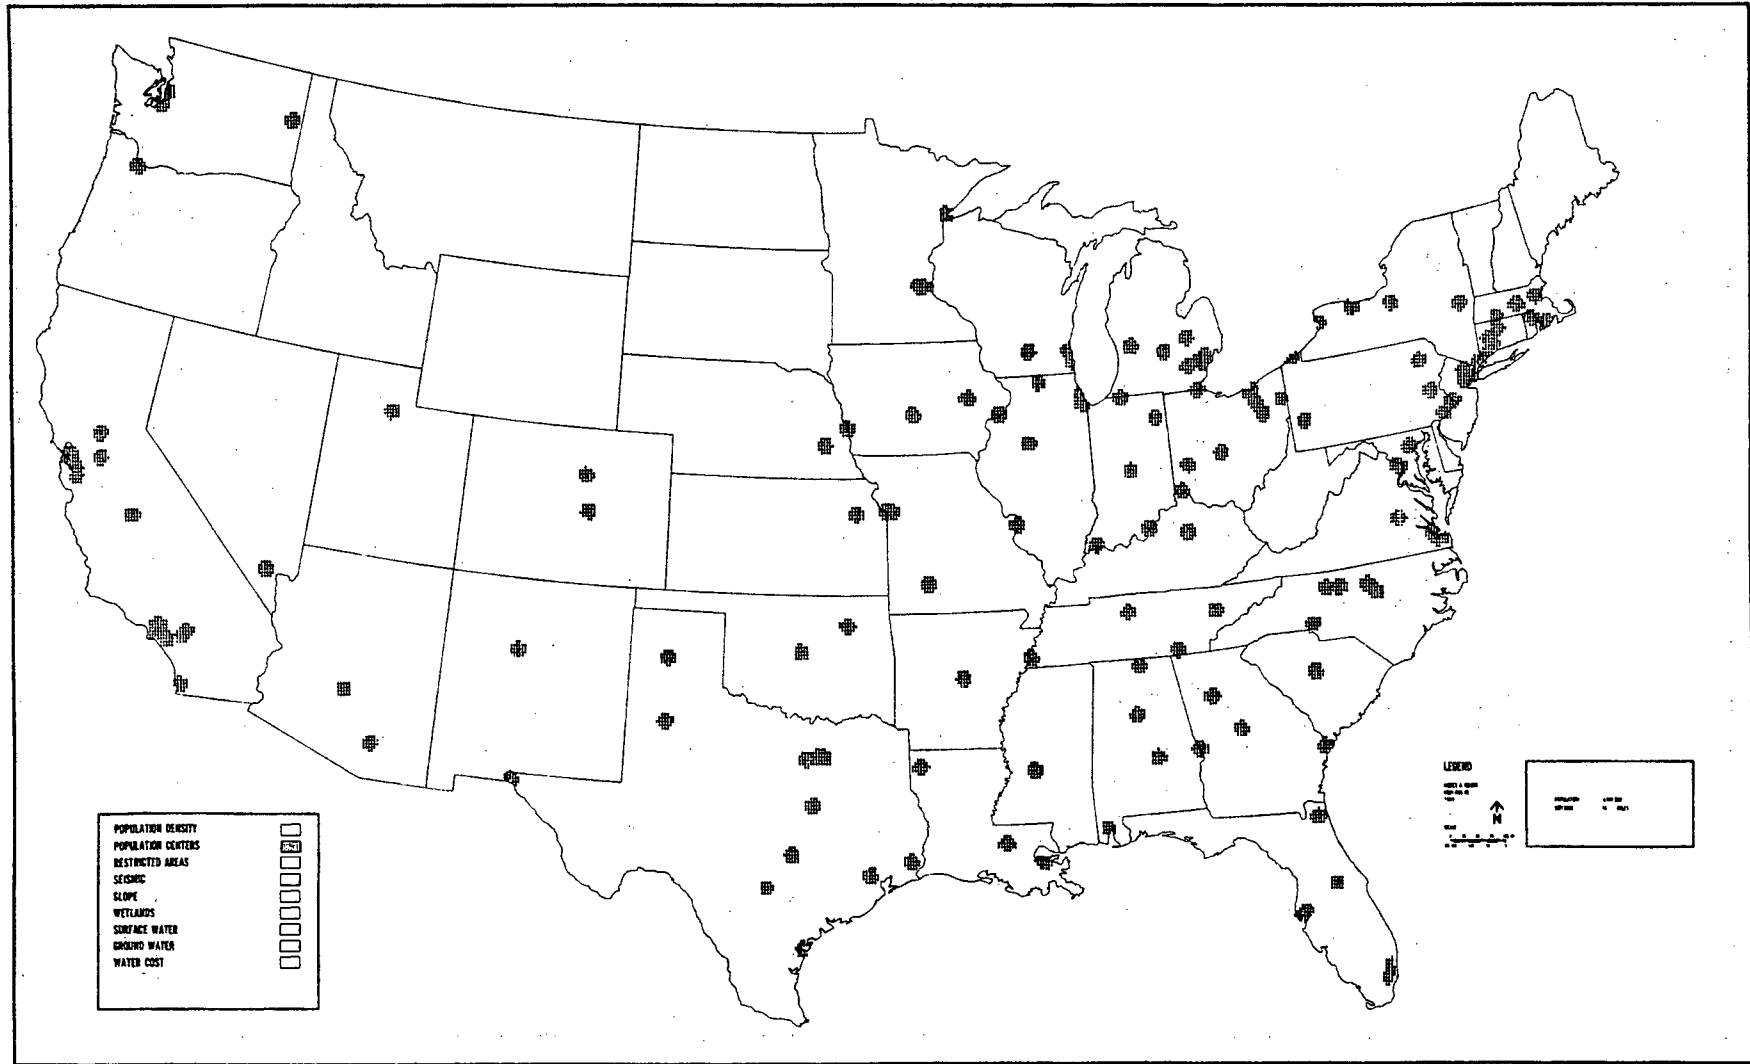 POPULATION DENSITY
POPULATION CENTERS
RESTRICTED AREAS
SEISMIC
SLOPE
WETLANDS
SURFACE WATER
GROUND WATER
WATER COST
LEGEND
N